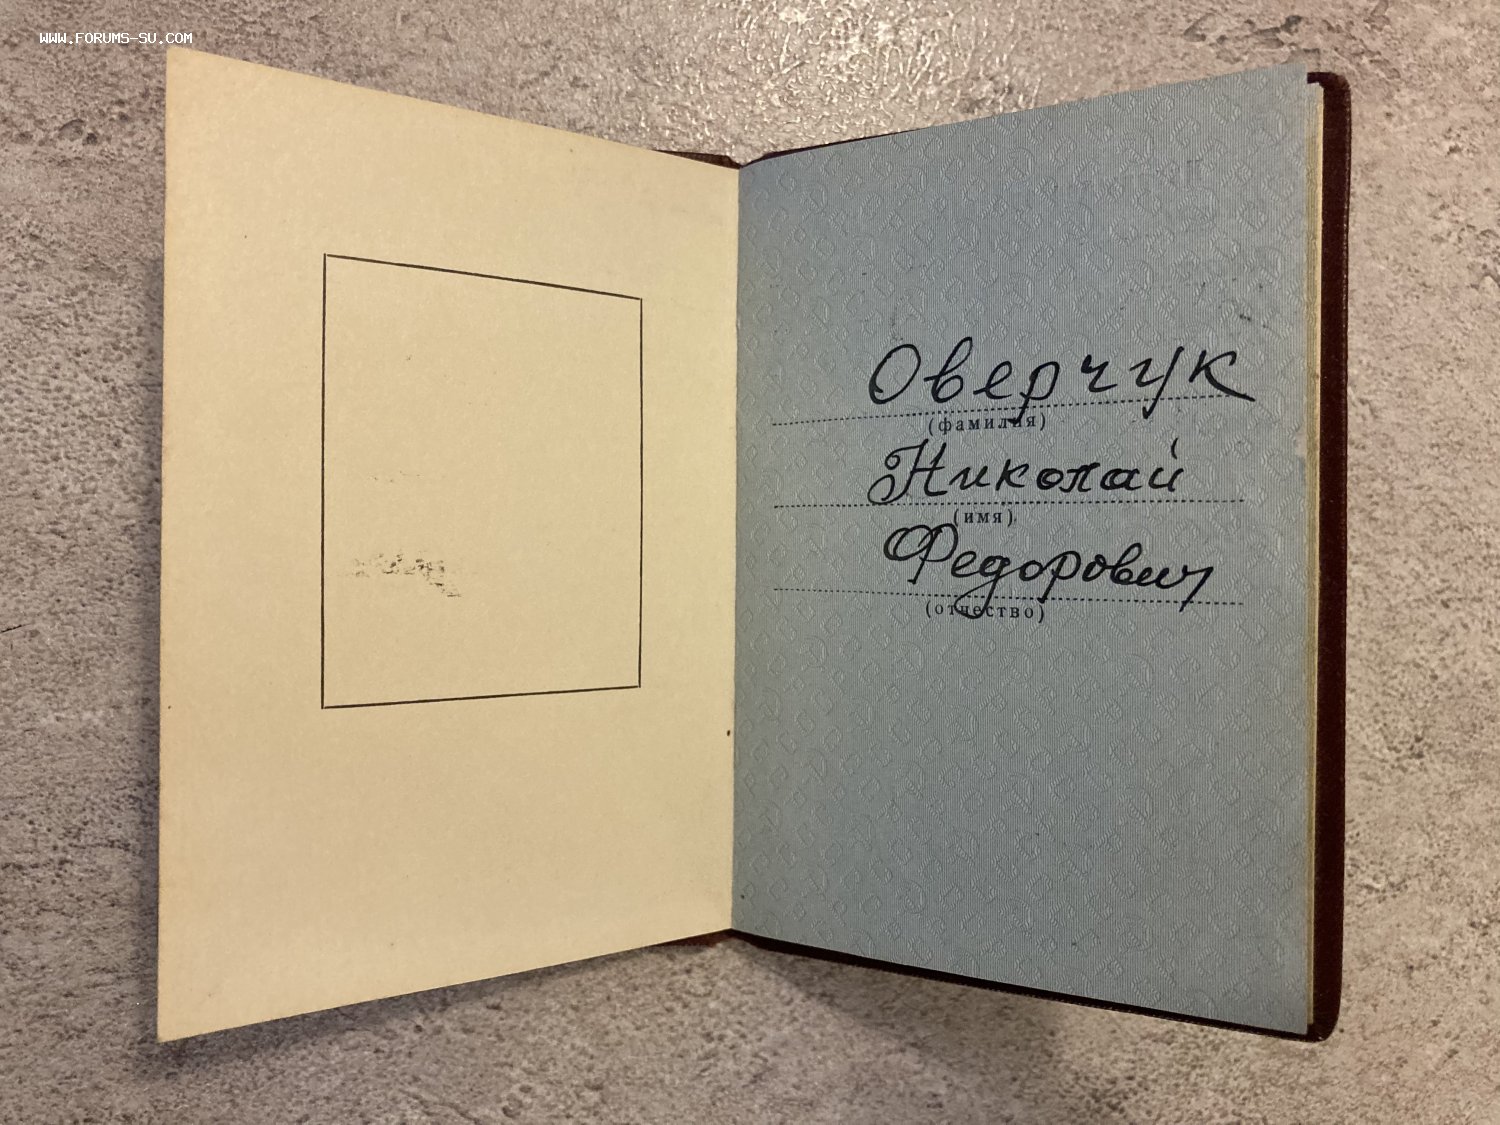 WWW.FORUMS-SU.COM
Оверчук
(фамилия)
Николай
(имя)
Федорович
(отчество)